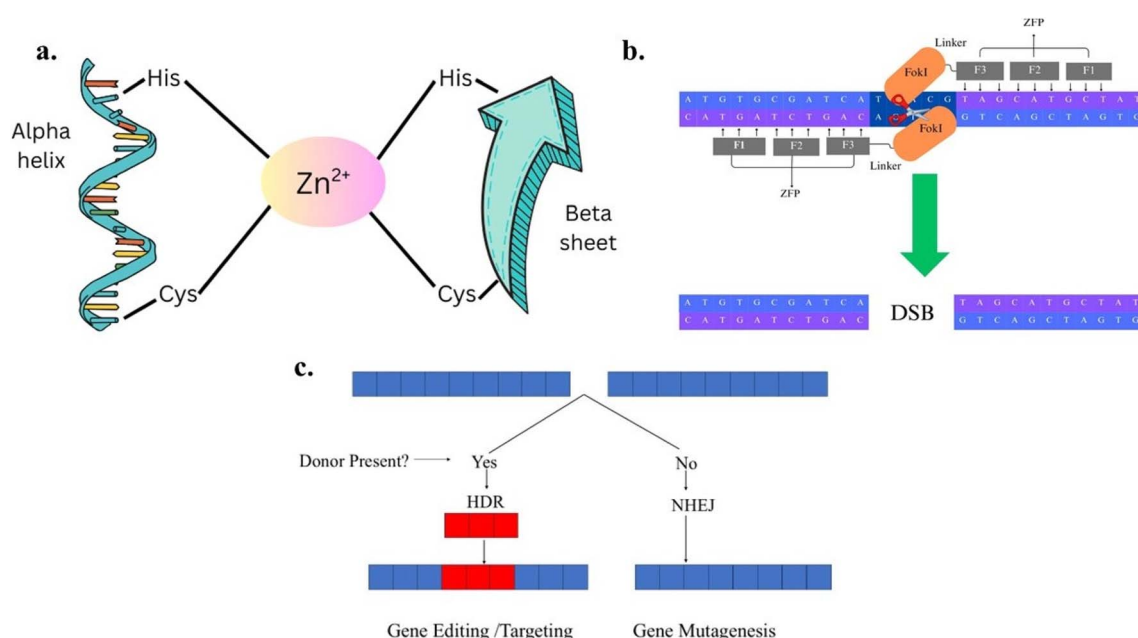 a.
His
His
Alpha
helix
Zn²⁺
Beta
sheet
Cys
Cys
b.
ZFP
Linker
FokI
F3
F2
F1
A T G T G C G A T C A T C G T A G C A T G C T A T
C A T G A T C T G A C A G T C A G C T A G T G
FokI
F1
F2
F3
Linker
ZFP
A T G T G C G A T C A
T A G C A T G C T A T
DSB
C A T G A T C T G A C
G T C A G C T A G T G
c.
Donor Present?
Yes
No
HDR
NHEJ
Gene Editing /Targeting
Gene Mutagenesis